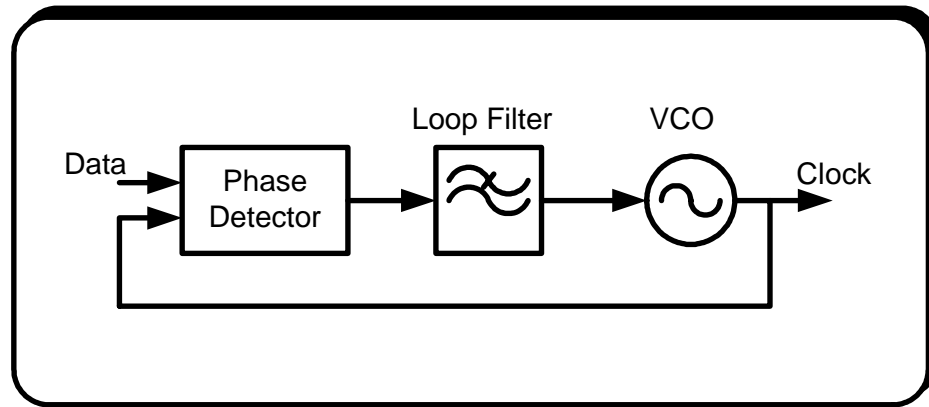 Loop Filter
VCO
Data
Phase
Detector
Clock